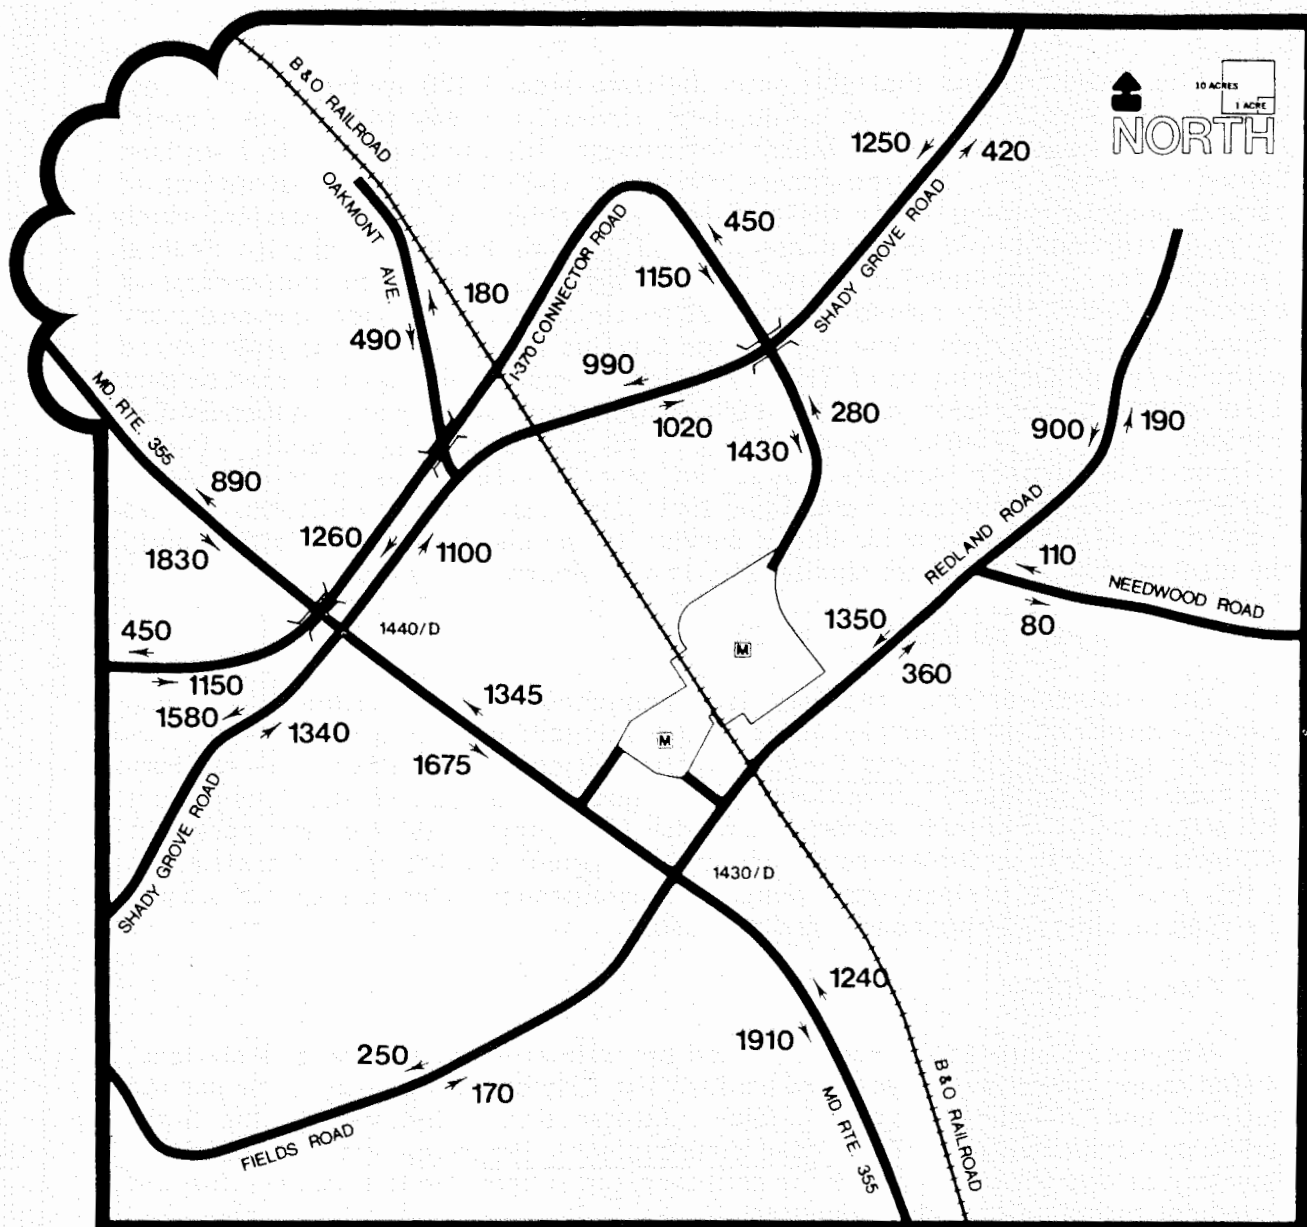 B&O RAILROAD
10 ACRES
1 ACRE
NORTH
1250
420
OAKMONT AVE.
I-370 CONNECTOR ROAD
450
1150
SHADY GROVE ROAD
180
490
990
1020
280
1430
900
190
MD. RTE. 355
890
1830
1260
1100
REDLAND ROAD
110
NEEDWOOD ROAD
80
450
1150
1440/D
1350
360
M
1580
1340
1345
1675
M
SHADY GROVE ROAD
1430/D
1240
1910
250
170
FIELDS ROAD
MD. RTE. 355
B&O RAILROAD